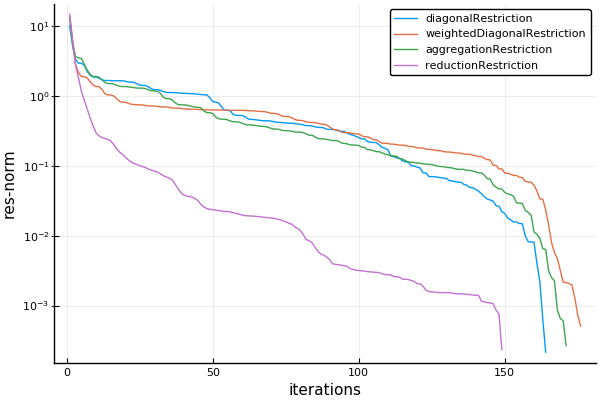 diagonalRestriction
weightedDiagonalRestriction
aggregationRestriction
reductionRestriction
10¹
10⁰
10⁻¹
10⁻²
10⁻³
res-norm
0 50 100 150
iterations